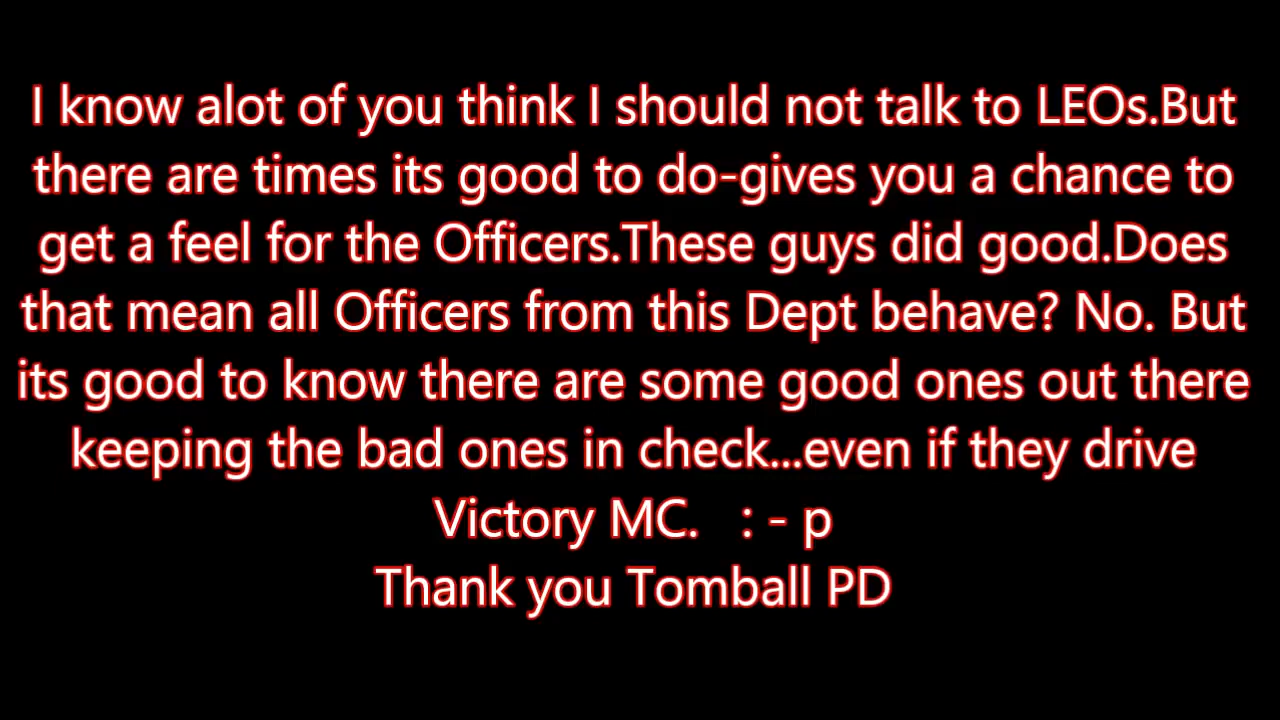 I know alot of you think I should not talk to LEOs.But
there are times its good to do-gives you a chance to
get a feel for the Officers.These guys did good.Does
that mean all Officers from this Dept behave? No. But
its good to know there are some good ones out there
keeping the bad ones in check...even if they drive
Victory MC.   : - p
Thank you Tomball PD